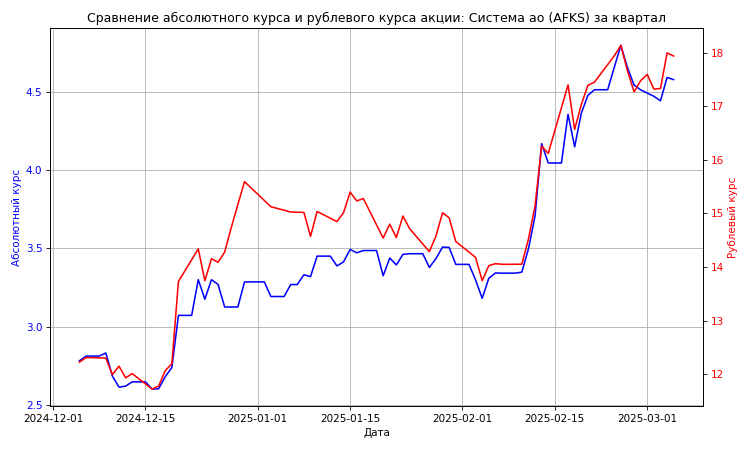 Сравнение абсолютного курса и рублевого курса акции: Система ао (AFKS) за квартал
Абсолютный курс
4.5
4.0
3.5
3.0
2.5
18
17
16
15
14
13
12
Рублевый курс
2024-12-01 2024-12-15 2025-01-01 2025-01-15 2025-02-01 2025-02-15 2025-03-01
Дата